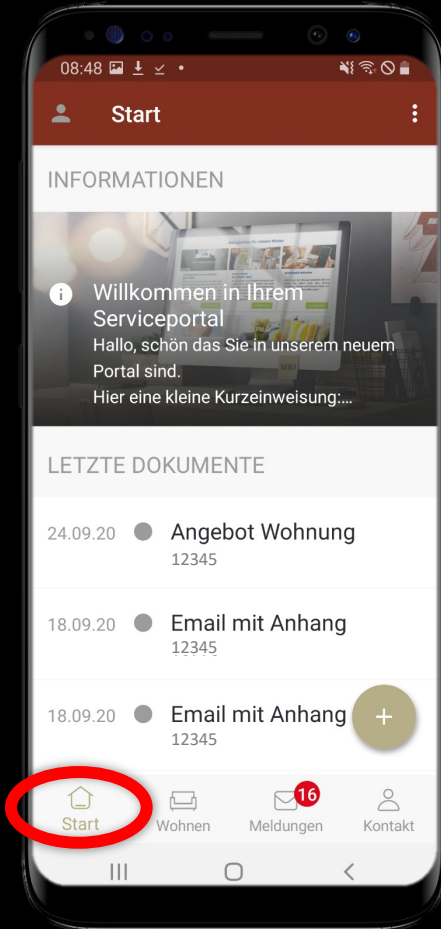 08:48
Start
INFORMATIONEN
Willkommen in Ihrem
Serviceportal
Hallo, schön das Sie in unserem neuem
Portal sind.
Hier eine kleine Kurzeinweisung:...
LETZTE DOKUMENTE
24.09.20 Angebot Wohnung
12345
18.09.20 Email mit Anhang
12345
18.09.20 Email mit Anhang
12345
+
16
Start Wohnen Meldungen Kontakt